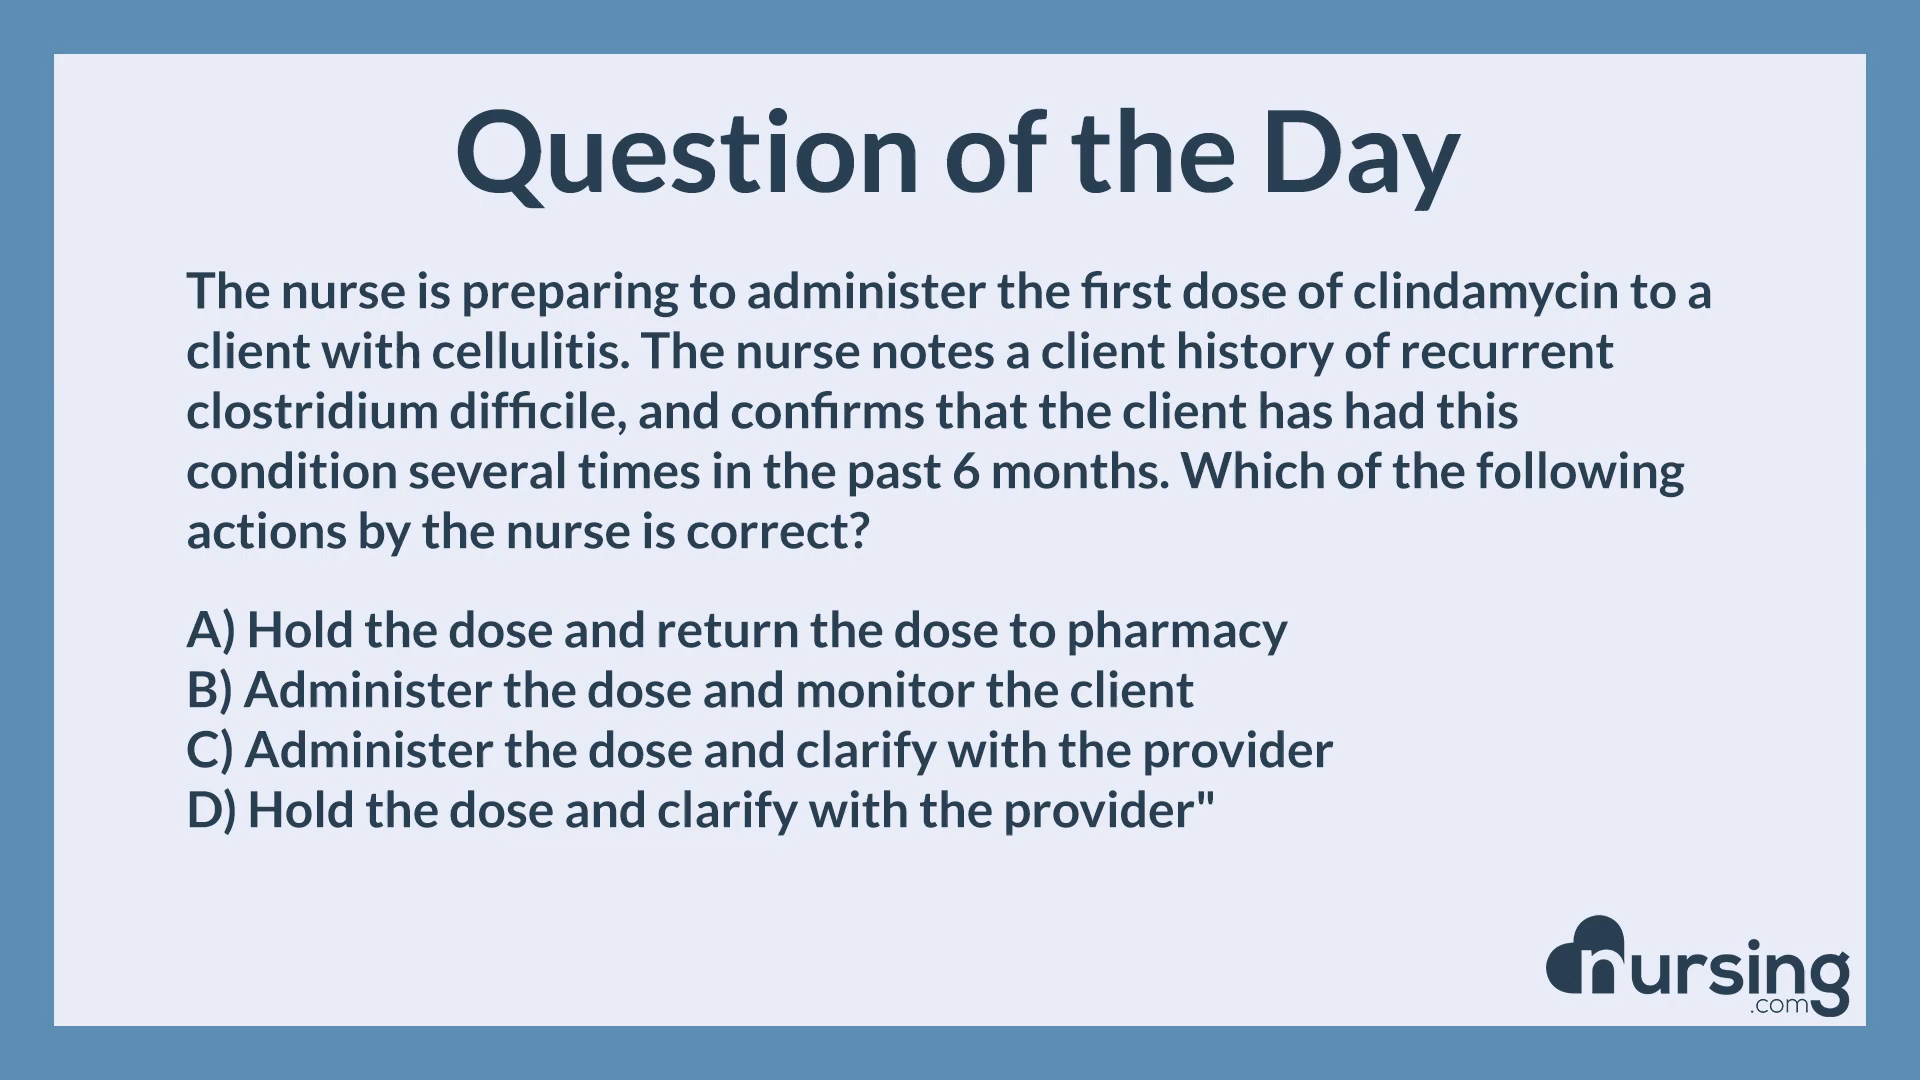 Question of the Day
The nurse is preparing to administer the first dose of clindamycin to a
client with cellulitis. The nurse notes a client history of recurrent
clostridium difficile, and confirms that the client has had this
condition several times in the past 6 months. Which of the following
actions by the nurse is correct?
A) Hold the dose and return the dose to pharmacy
B) Administer the dose and monitor the client
C) Administer the dose and clarify with the provider
D) Hold the dose and clarify with the provider"
nursing
.com